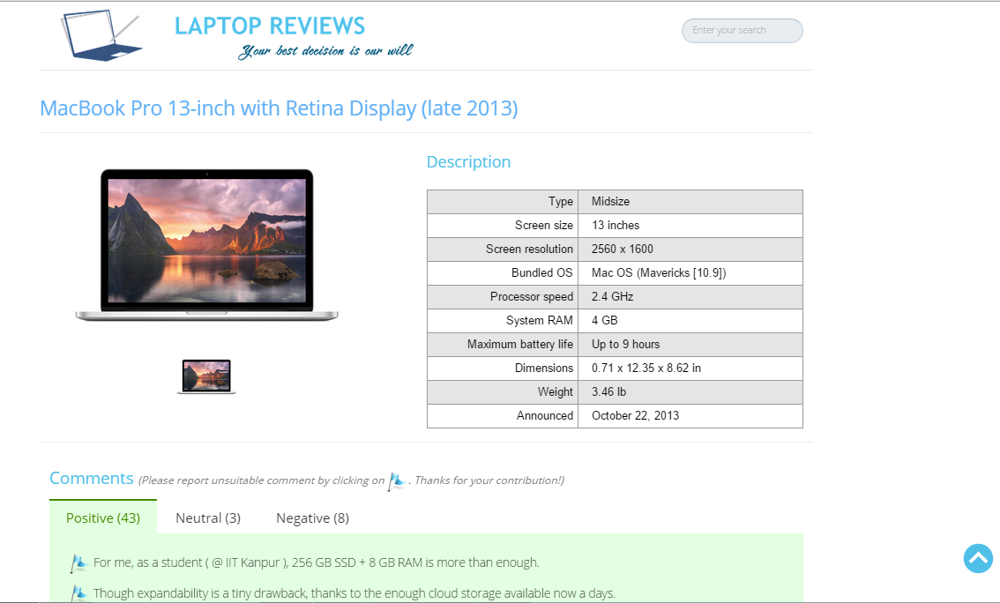 LAPTOP REVIEWS
Your best decision is our will
Enter your search
MacBook Pro 13-inch with Retina Display (late 2013)
Description
Type Midsize
Screen size 13 inches
Screen resolution 2560 x 1600
Bundled OS Mac OS (Mavericks [10.9])
Processor speed 2.4 GHz
System RAM 4 GB
Maximum battery life Up to 9 hours
Dimensions 0.71 x 12.35 x 8.62 in
Weight 3.46 lb
Announced October 22, 2013
Comments (Please report unsuitable comment by clicking on . Thanks for your contribution!)
Positive (43) Neutral (3) Negative (8)
For me, as a student ( @ IIT Kanpur ), 256 GB SSD + 8 GB RAM is more than enough.
Though expandability is a tiny drawback, thanks to the enough cloud storage available now a days.